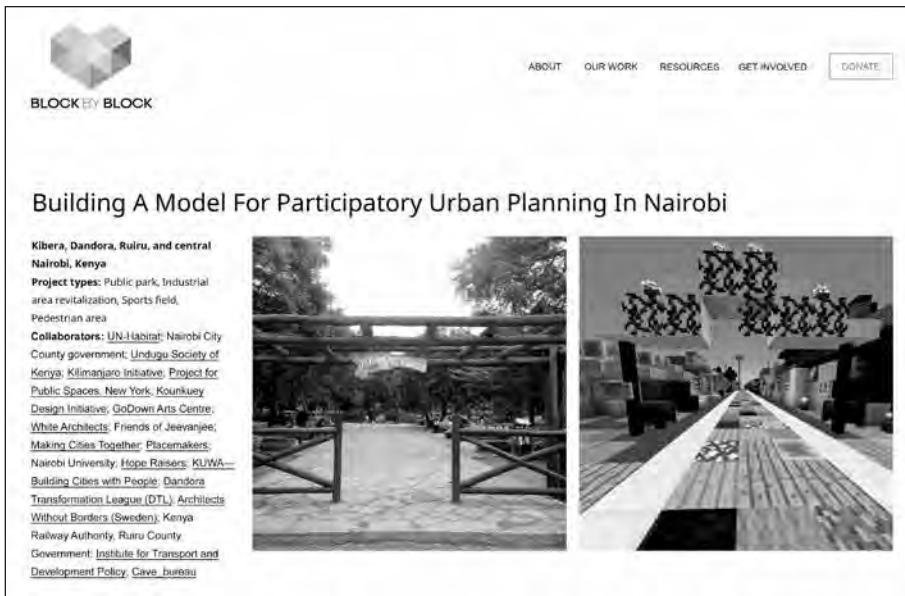 BLOCK BY BLOCK
ABOUT OUR WORK RESOURCES GET INVOLVED DONATE
Building A Model For Participatory Urban Planning In Nairobi
Kibera, Dandora, Ruiru, and central
Nairobi, Kenya
Project types: Public park, Industrial
area revitalization, Sports field,
Pedestrian area
Collaborators: UN-Habitat; Nairobi City
County government; Undugu Society of
Kenya; Kilimanjaro Initiative; Project for
Public Spaces, New York; Kounkuey
Design Initiative; GoDown Arts Centre;
White Architects; Friends of Jeevanjee;
Making Cities Together; Placemakers;
Nairobi University; Hope Raisers; KUWA—
Building Cities with People; Dandora
Transformation League (DTL); Architects
Without Borders (Sweden); Kenya
Railway Authority, Ruiru County
Government; Institute for Transport and
Development Policy; Cave_bureau